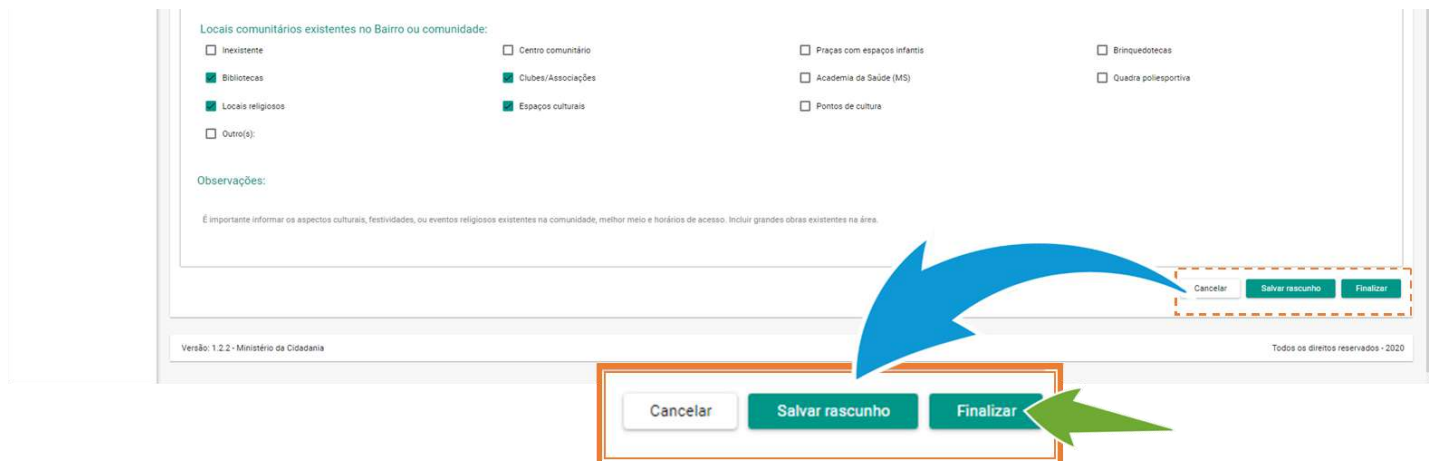 Locais comunitários existentes no Bairro ou comunidade:
Inexistente Centro comunitário Praças com espaços infantis Brinquedotecas
Bibliotecas Clubes/Associações Academia da Saúde (MS) Quadra poliesportiva
Locais religiosos Espaços culturais Pontos de cultura
Outro(s):
Observações:
É importante informar os aspectos culturais, festividades, ou eventos religiosos existentes na comunidade, melhor meio e horários de acesso. Incluir grandes obras existentes na área.
Cancelar Salvar rascunho Finalizar
Versão: 1.2.2 - Ministério da Cidadania Todos os direitos reservados - 2020
Cancelar Salvar rascunho Finalizar